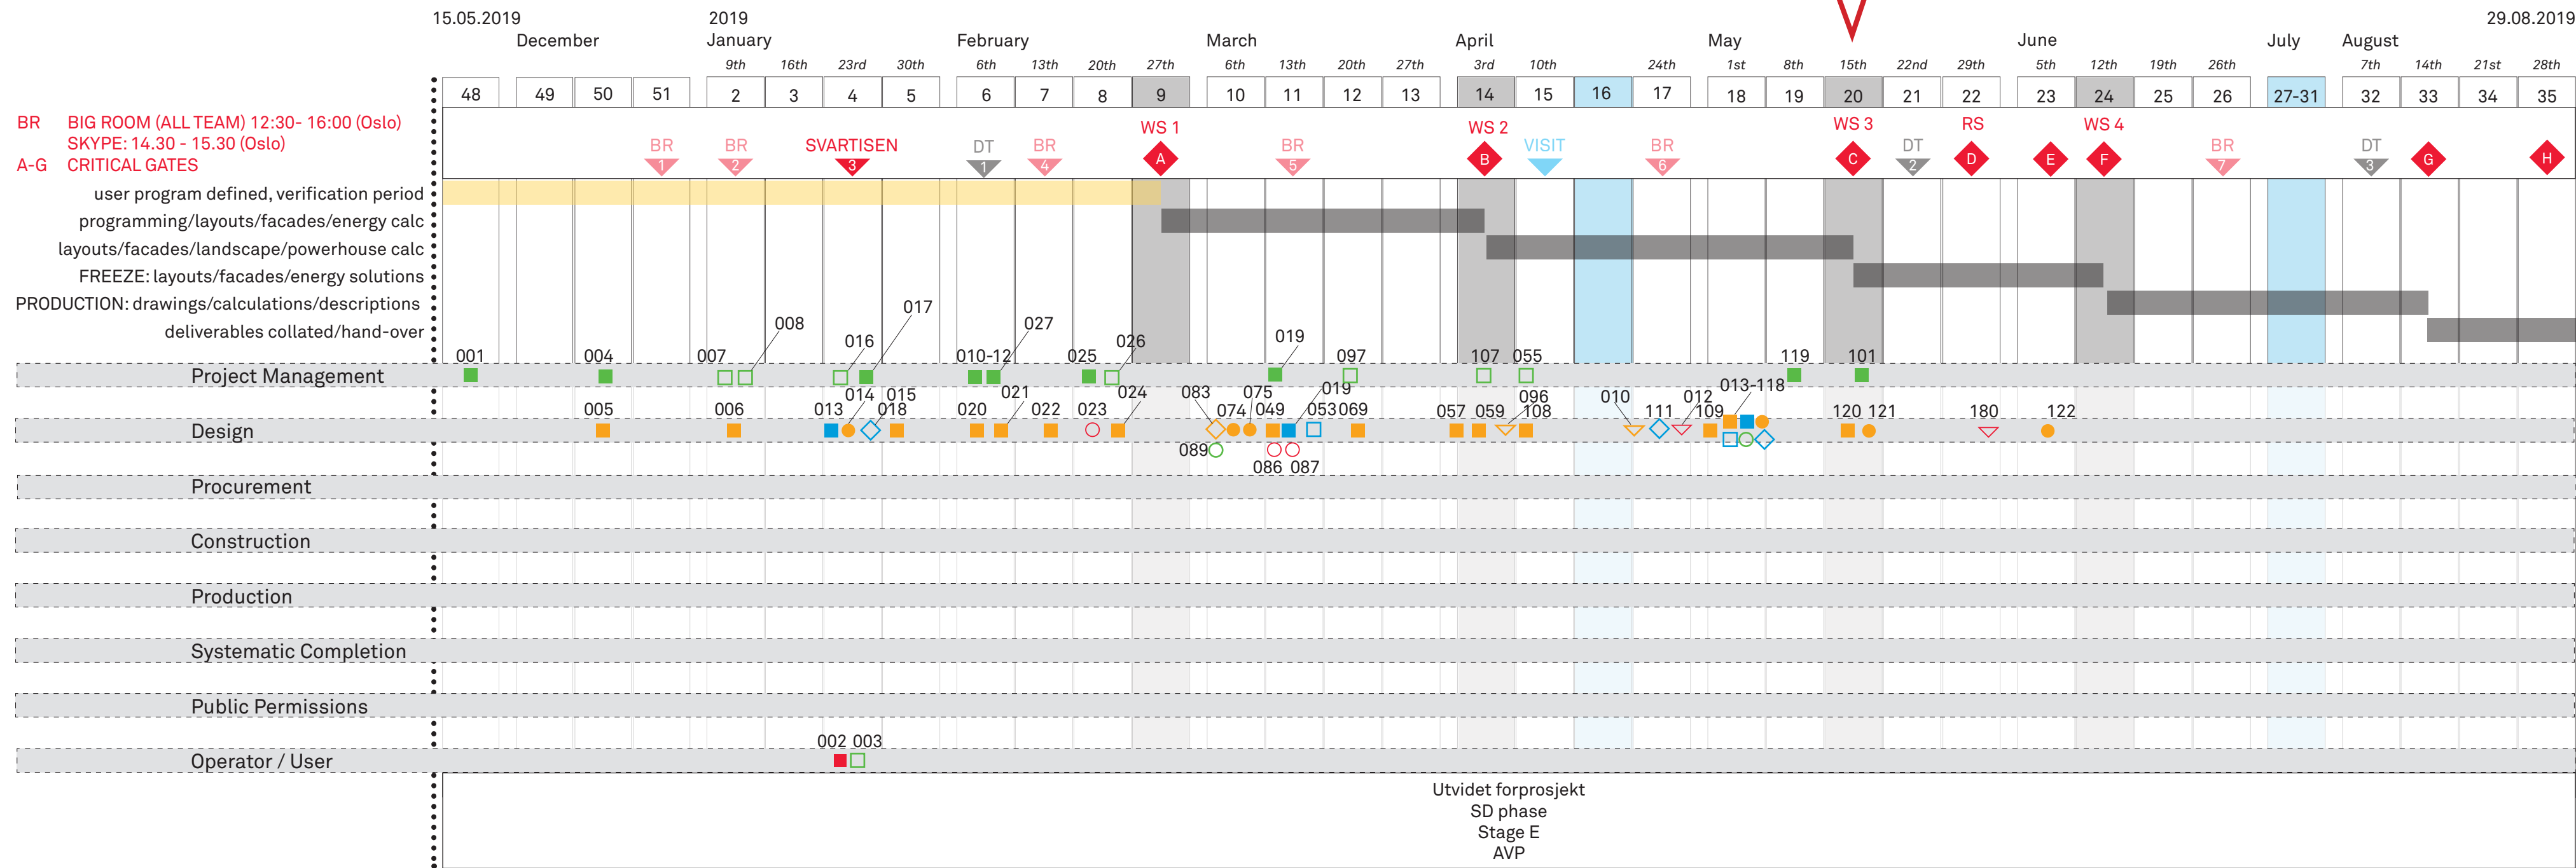 15.05.2019 2019 29.08.2019
December January February March April May June July August
9th 16th 23rd 30th 6th 13th 20th 27th 6th 13th 20th 27th 3rd 10th 24th 1st 8th 15th 22nd 29th 5th 12th 19th 26th 7th 14th 21st 28th
48 49 50 51 2 3 4 5 6 7 8 9 10 11 12 13 14 15 16 17 18 19 20 21 22 23 24 25 26 27-31 32 33 34 35
BR BIG ROOM (ALL TEAM) 12:30- 16:00 (Oslo)
WS 1 WS 2 WS 3 RS WS 4
SKYPE: 14.30 - 15.30 (Oslo)
BR BR SVARTISEN DT BR BR VISIT BR DT BR DT
A-G CRITICAL GATES
1 2 3 1 4 A 5 B 6 C 2 D E F 7 3 G H
user program defined, verification period
programming/layouts/facades/energy calc
layouts/facades/landscape/powerhouse calc
FREEZE: layouts/facades/energy solutions
PRODUCTION: drawings/calculations/descriptions
017
deliverables collated/hand-over
008 027
016 026 019
001 004 007 010-12 025 097 107 055 119 101
Project Management
014 015 083 075 019 096 010 012 013-118
005 006 013 018 020 021 022 023 024 074 049 053 069 057 059 108 111 109 120 121 180 122
Design
089
086 087
Procurement
Construction
Production
Systematic Completion
Public Permissions
002 003
Operator / User
Utvidet forprosjekt
SD phase
Stage E
AVP